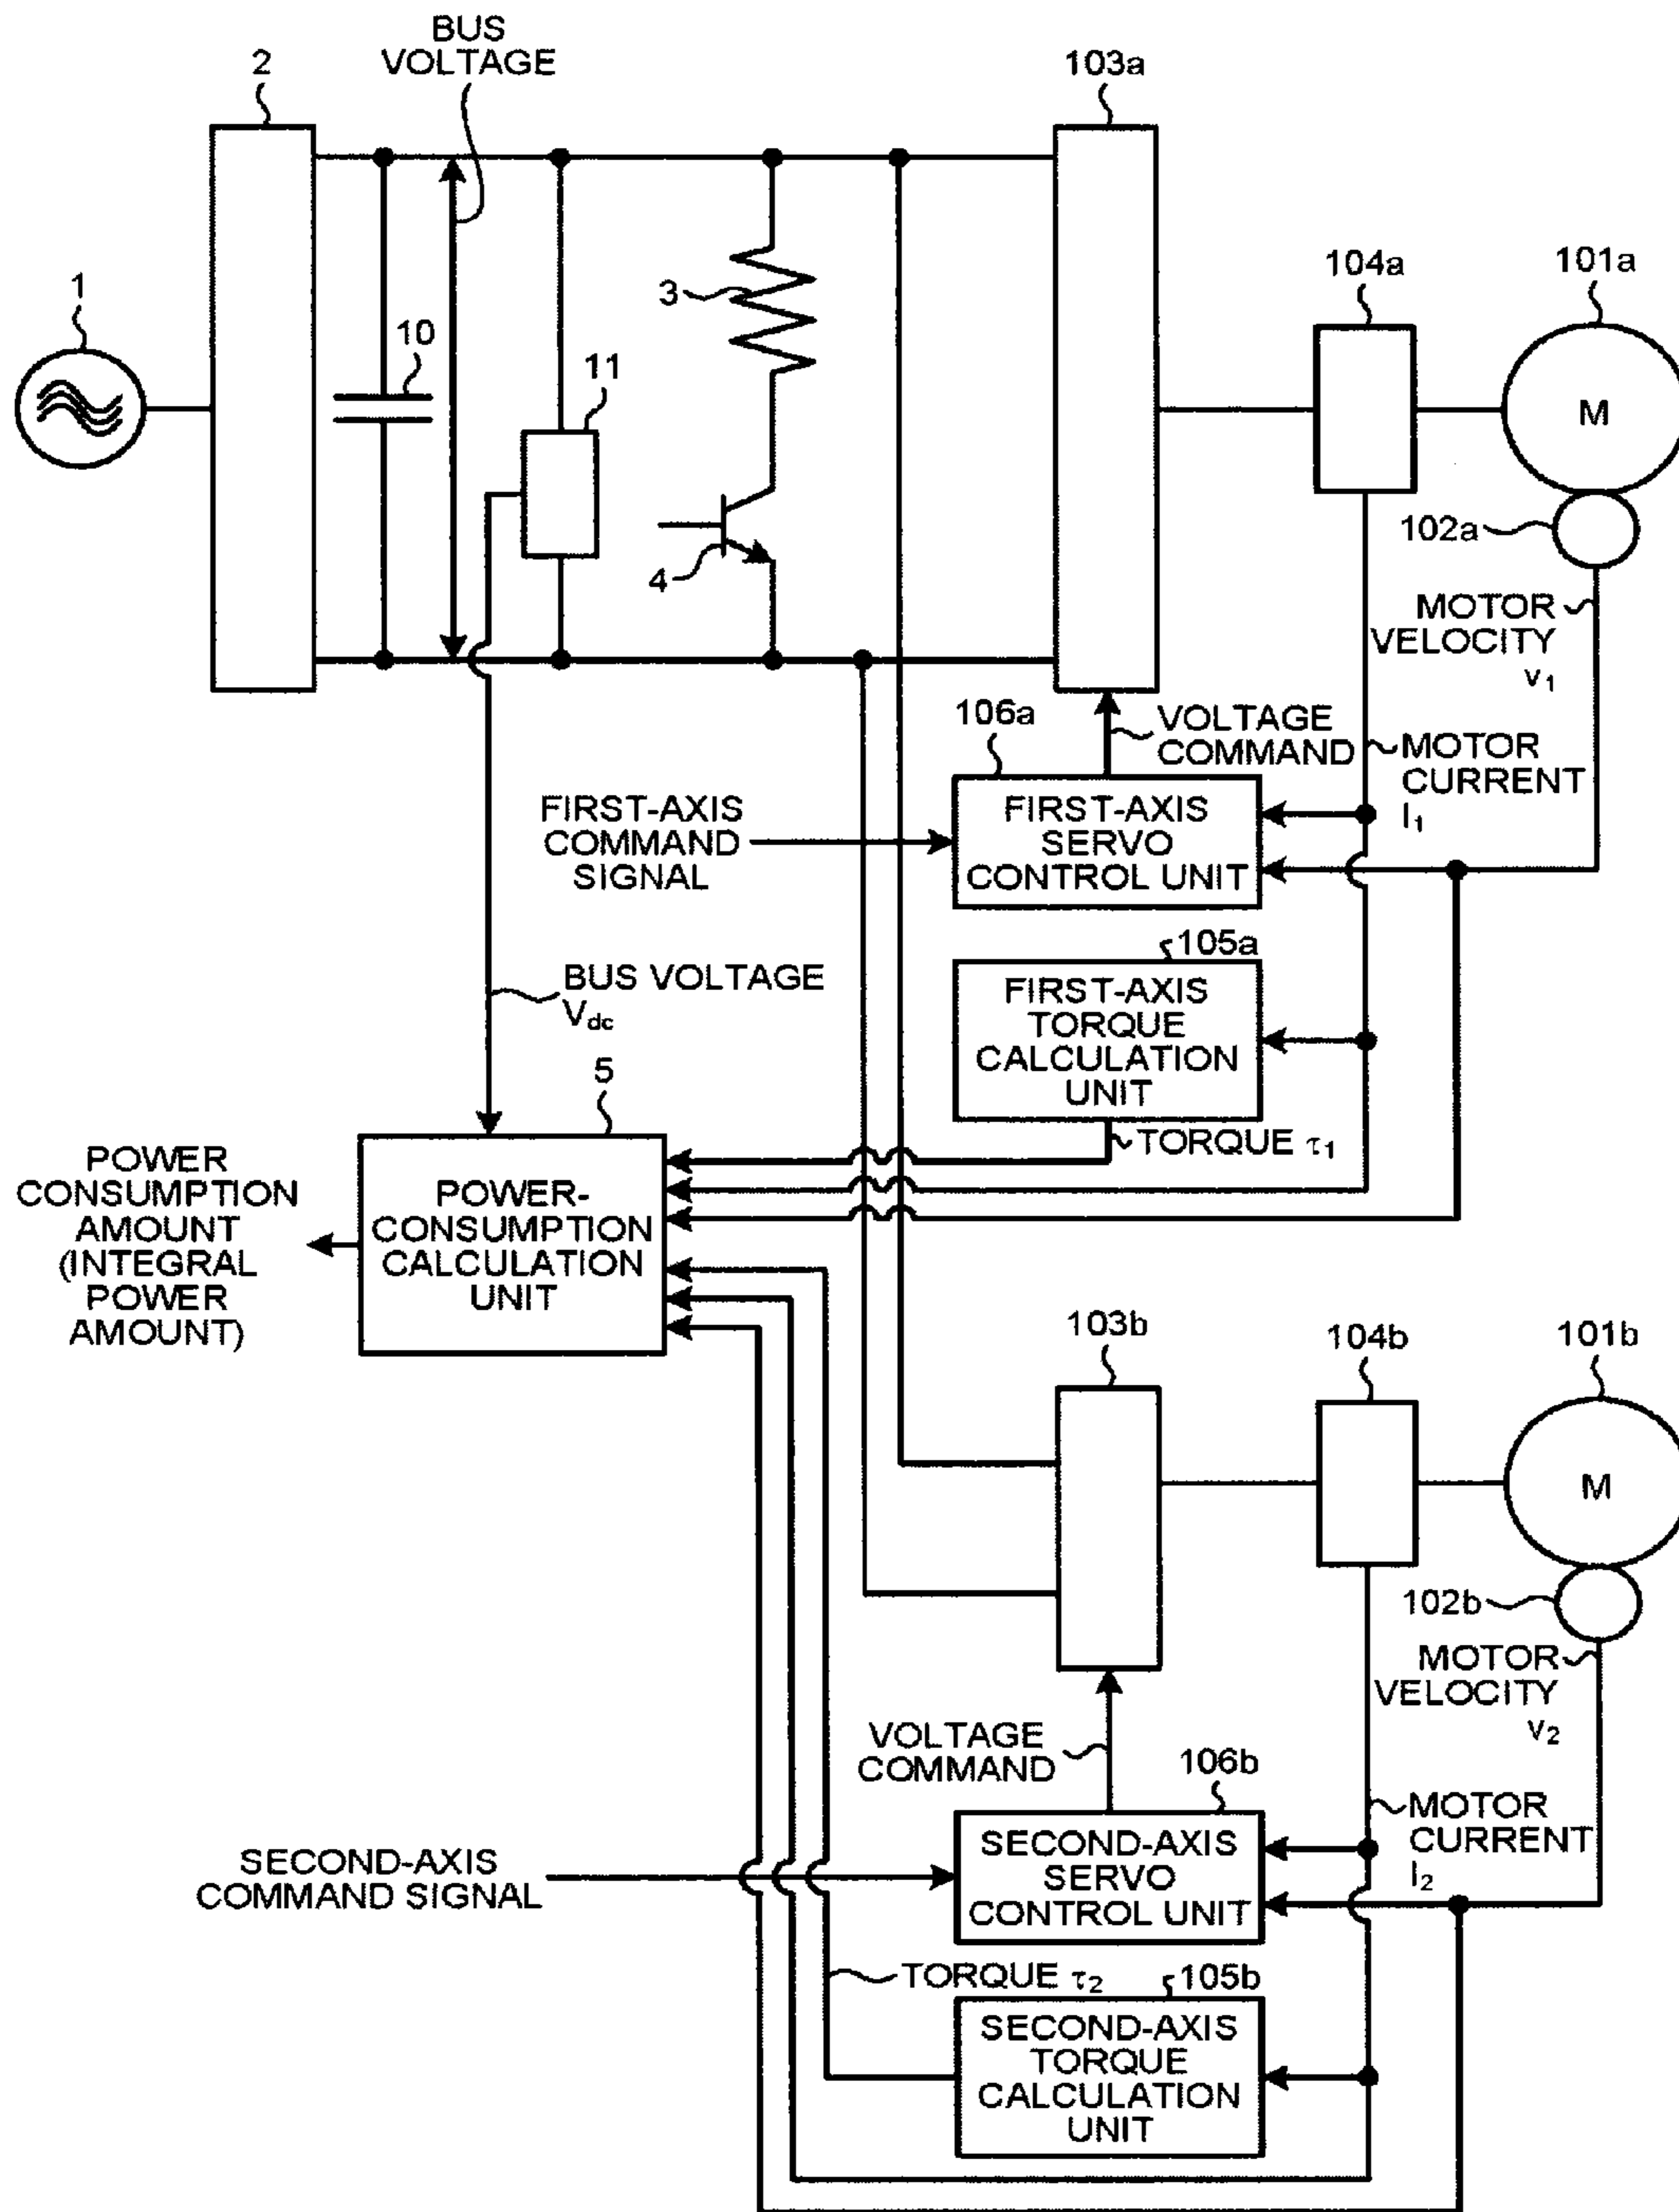 BUS
VOLTAGE
2
103a
104a
101a
1
10
3
11
M
4
102a
MOTOR
VELOCITY
v1
106a
VOLTAGE
COMMAND
MOTOR
CURRENT
I1
FIRST-AXIS
COMMAND
SIGNAL
FIRST-AXIS
SERVO
CONTROL UNIT
105a
BUS VOLTAGE
Vdc
FIRST-AXIS
TORQUE
CALCULATION
UNIT
5
TORQUE τ1
POWER
CONSUMPTION
AMOUNT
(INTEGRAL
POWER
AMOUNT)
POWER-
CONSUMPTION
CALCULATION
UNIT
103b
104b
101b
M
102b
MOTOR
VELOCITY
v2
VOLTAGE
COMMAND
106b
MOTOR
CURRENT
I2
SECOND-AXIS
COMMAND SIGNAL
SECOND-AXIS
SERVO
CONTROL UNIT
TORQUE τ2
105b
SECOND-AXIS
TORQUE
CALCULATION
UNIT